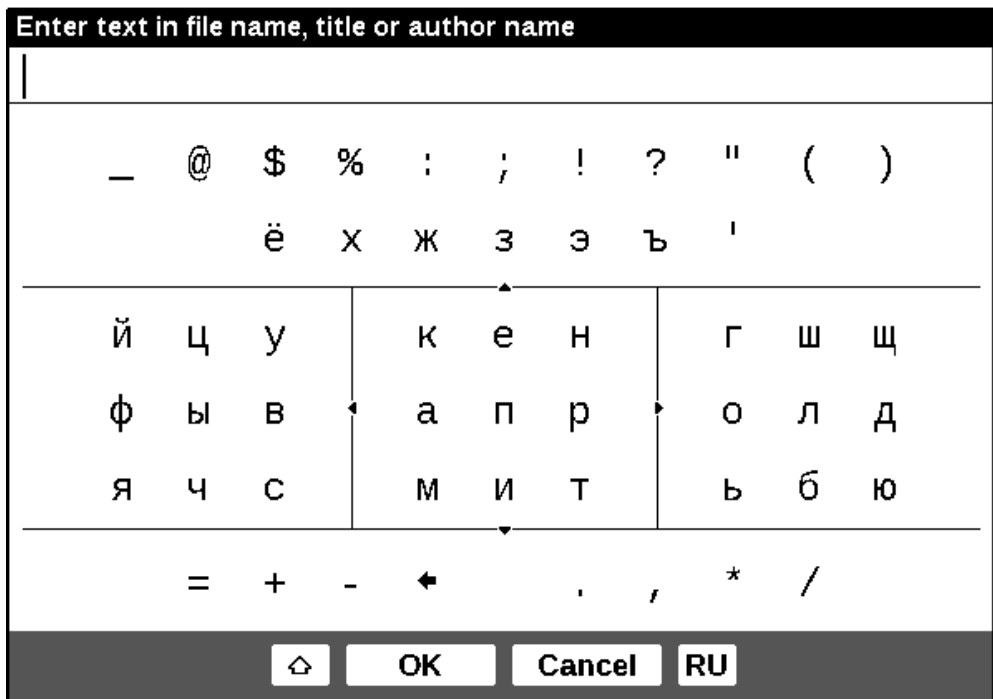 Enter text in file name, title or author name
_ @ $ % : ; ! ? " ( )
ё х ж з э ъ '
й ц у к е н г ш щ
ф ы в а п р о л д
я ч с м и т ь б ю
= + - 🡄 . , * /
⇧ OK Cancel RU